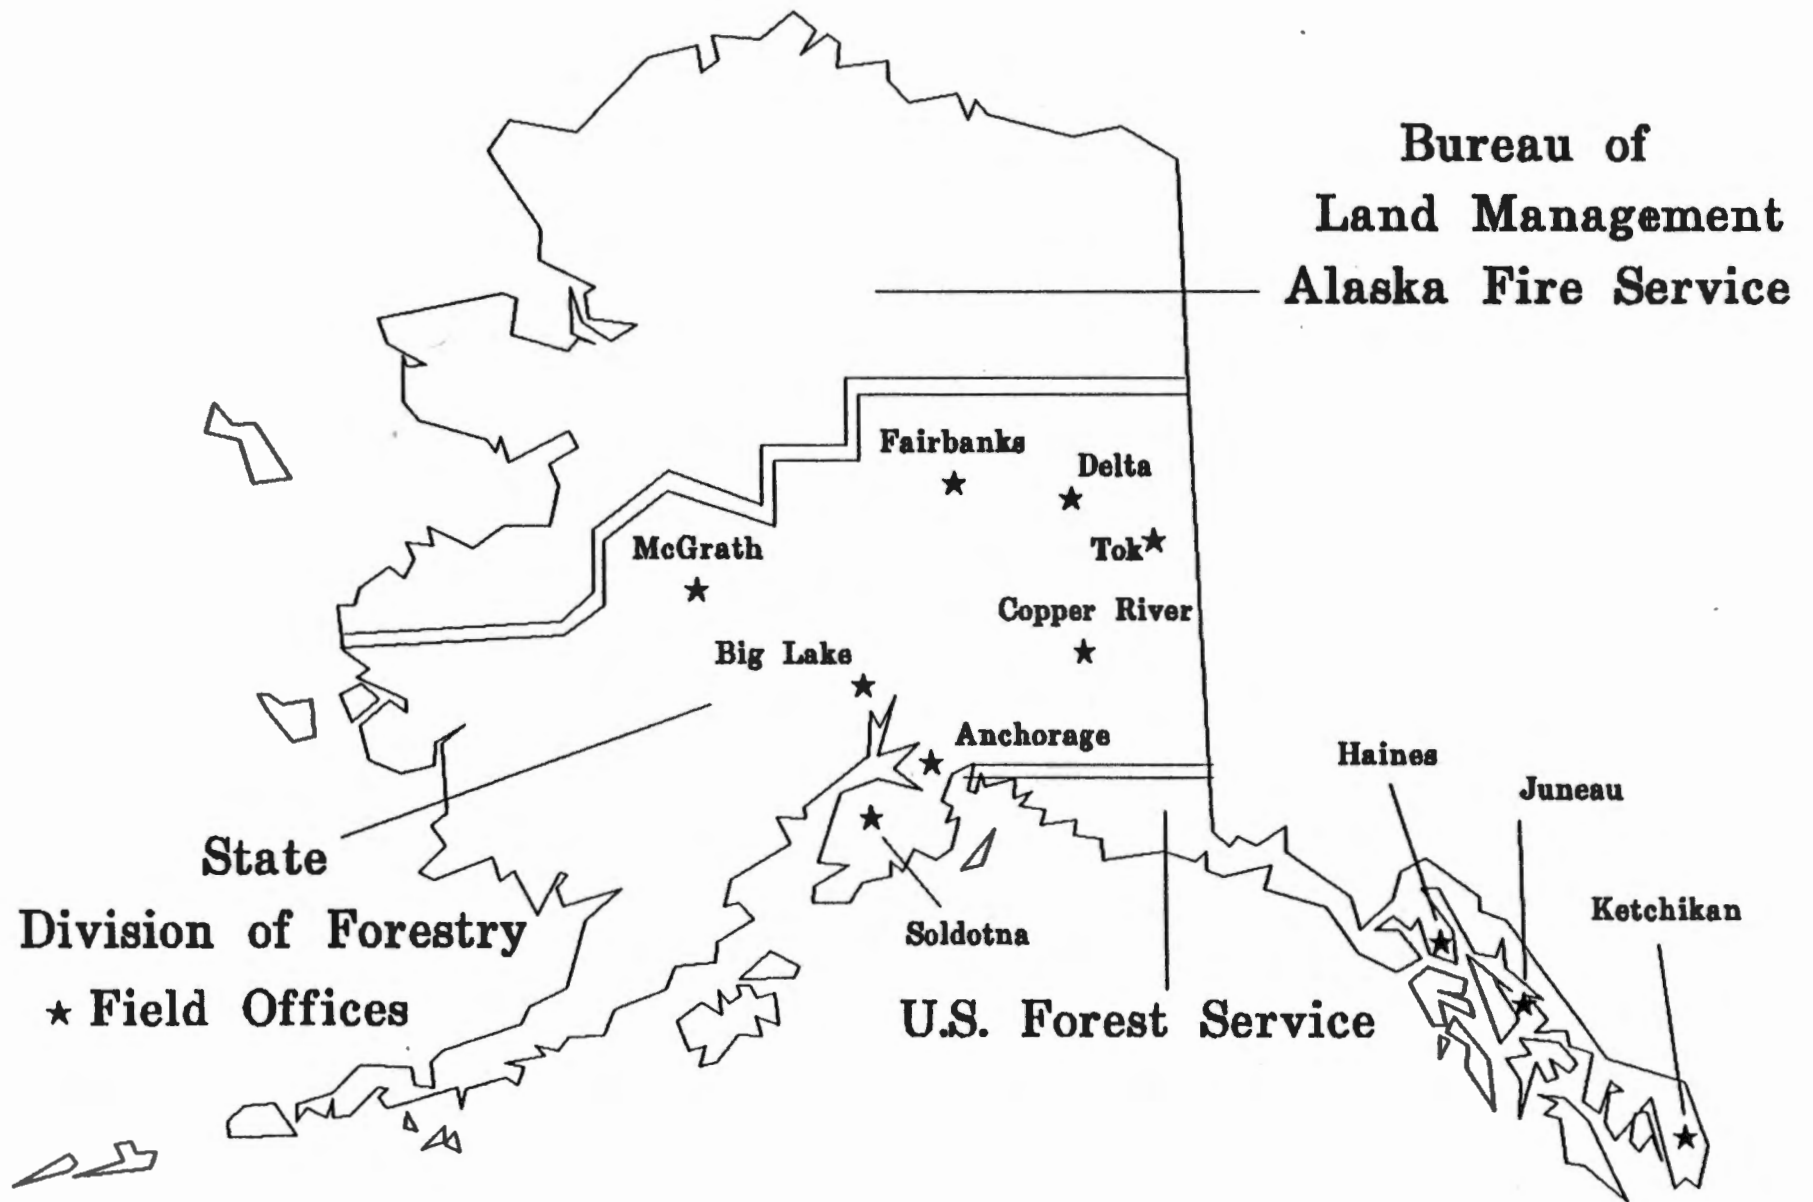 Bureau of
Land Management
Alaska Fire Service
Fairbanks
Delta
McGrath
Tok
Copper River
Big Lake
Anchorage
Haines
Juneau
State
Division of Forestry
★ Field Offices
Soldotna
Ketchikan
U.S. Forest Service